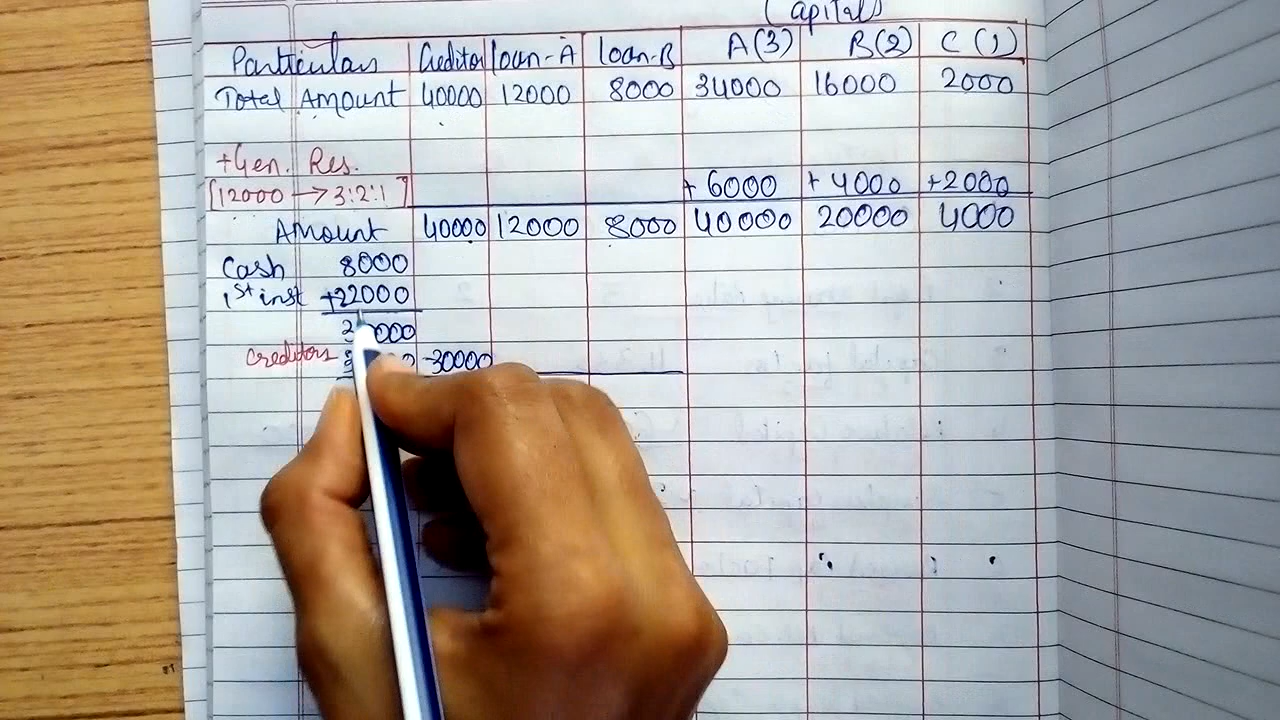 (Capitals)
Particulars Creditor loan-A loan-B A(3) B(2) C(1)
Total Amount 40000 12000 8000 34000 16000 2000
+Gen. Res.
[12000 → 3:2:1] +6000 +4000 +2000
Amount 40000 12000 8000 40000 20000 4000
Cash 8000
1st inst +22000
Creditors -30000